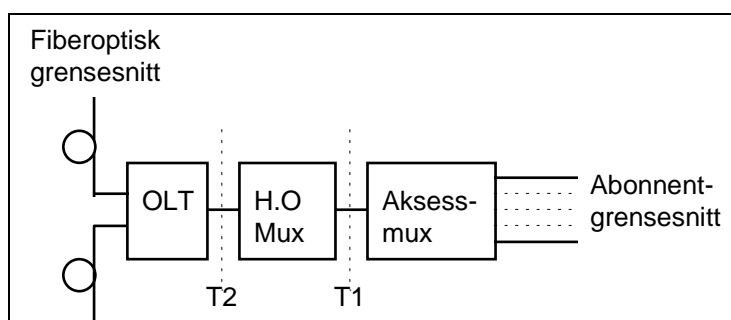 Fiberoptisk
grensesnitt
OLT
H.O
Mux
Aksess-
mux
Abonnent-
grensesnitt
T2
T1